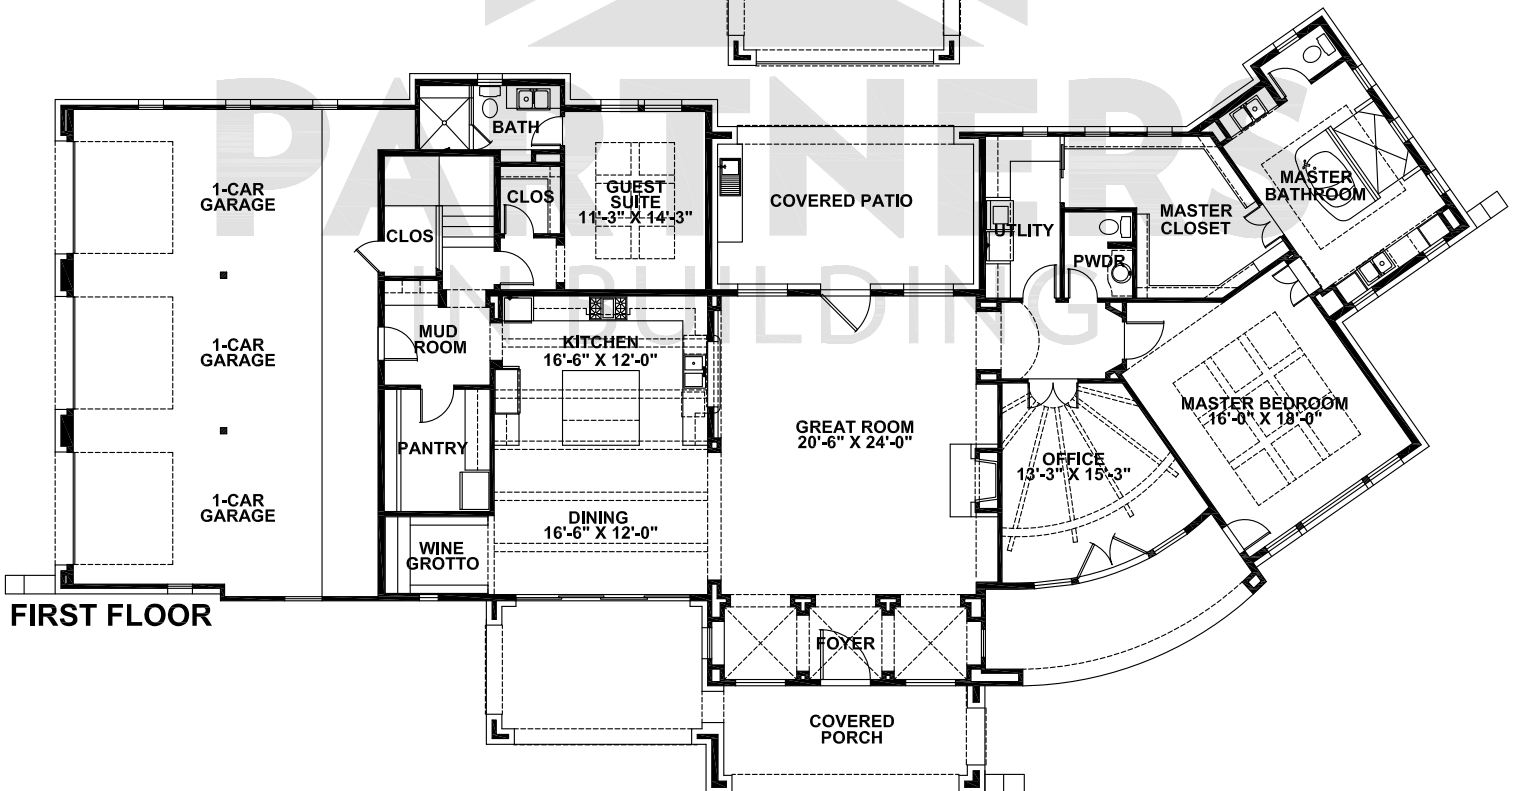 PARTNERS
IN BUILDING
BATH
1-CAR
GARAGE
CLOS
GUEST
SUITE
11'-3" X 14'-3"
COVERED PATIO
MASTER
BATHROOM
MASTER
CLOSET
CLOS
UTLITY
PWDR
MUD
ROOM
KITCHEN
16'-6" X 12'-0"
1-CAR
GARAGE
MASTER BEDROOM
16'-0" X 18'-0"
GREAT ROOM
20'-6" X 24'-0"
PANTRY
OFFICE
13'-3" X 15'-3"
1-CAR
GARAGE
DINING
16'-6" X 12'-0"
WINE
GROTTO
FIRST FLOOR
FOYER
COVERED
PORCH